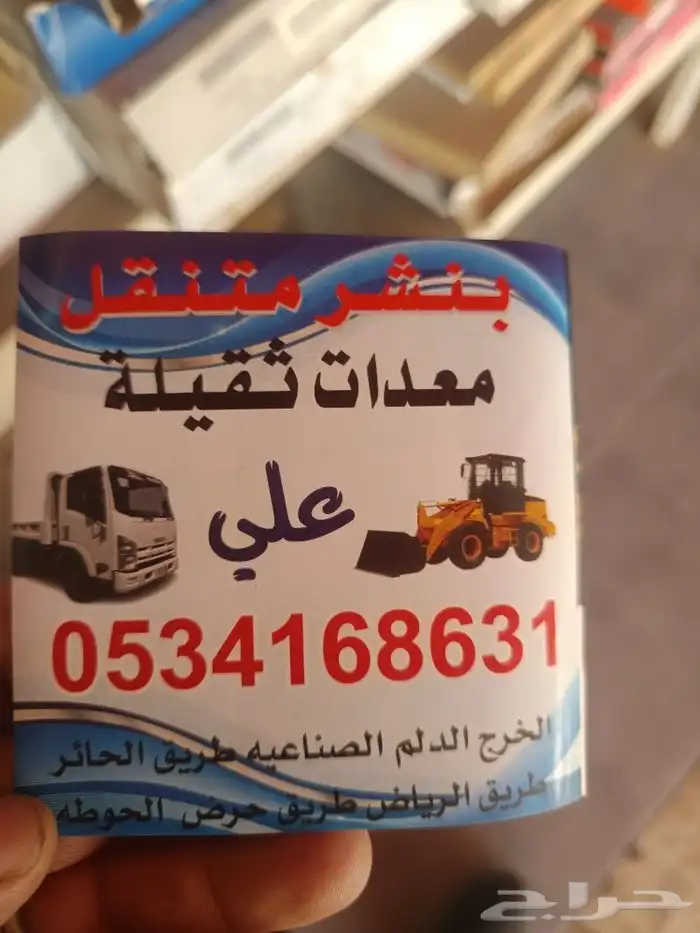 بنشر متنقل
معدات ثقيلة
علي
0534168631
الخرج الدلم الصناعيه طريق الحائر
طريق الرياض طريق حرض الحوطه
حراج